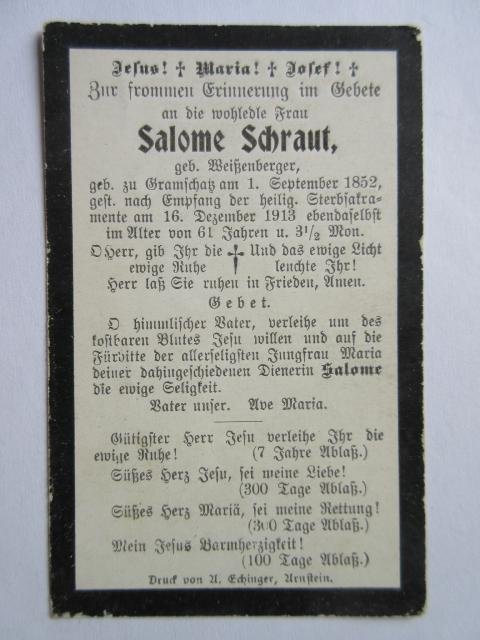 Jesus! ✝ Maria! ✝ Josef! ✝
Zur frommen Erinnerung im Gebete
an die wohledle Frau
Salome Schraut,
geb. Weißenberger,
geb. zu Gramschatz am 1. September 1852,
gest. nach Empfang der heilig. Sterbsakra-
mente am 16. Dezember 1913 ebendaselbst
im Alter von 61 Jahren u. 3½ Mon.
O Herr, gib Ihr die ✝ Und das ewige Licht
ewige Ruhe leuchte Ihr!
Herr laß Sie ruhen in Frieden, Amen.
Gebet.
O himmlischer Vater, verleihe um des
kostbaren Blutes Jesu willen und auf die
Fürbitte der allerseligsten Jungfrau Maria
deiner dahingeschiedenen Dienerin Salome
die ewige Seligkeit.
Vater unser. Ave Maria.
Gütigster Herr Jesu verleihe Ihr die
ewige Ruhe! (7 Jahre Ablaß.)
Süßes Herz Jesu, sei meine Liebe!
(300 Tage Ablaß.)
Süßes Herz Mariä, sei meine Rettung!
(300 Tage Ablaß.)
Mein Jesus Barmherzigkeit!
(100 Tage Ablaß.)
Druck von A. Echinger, Arnstein.